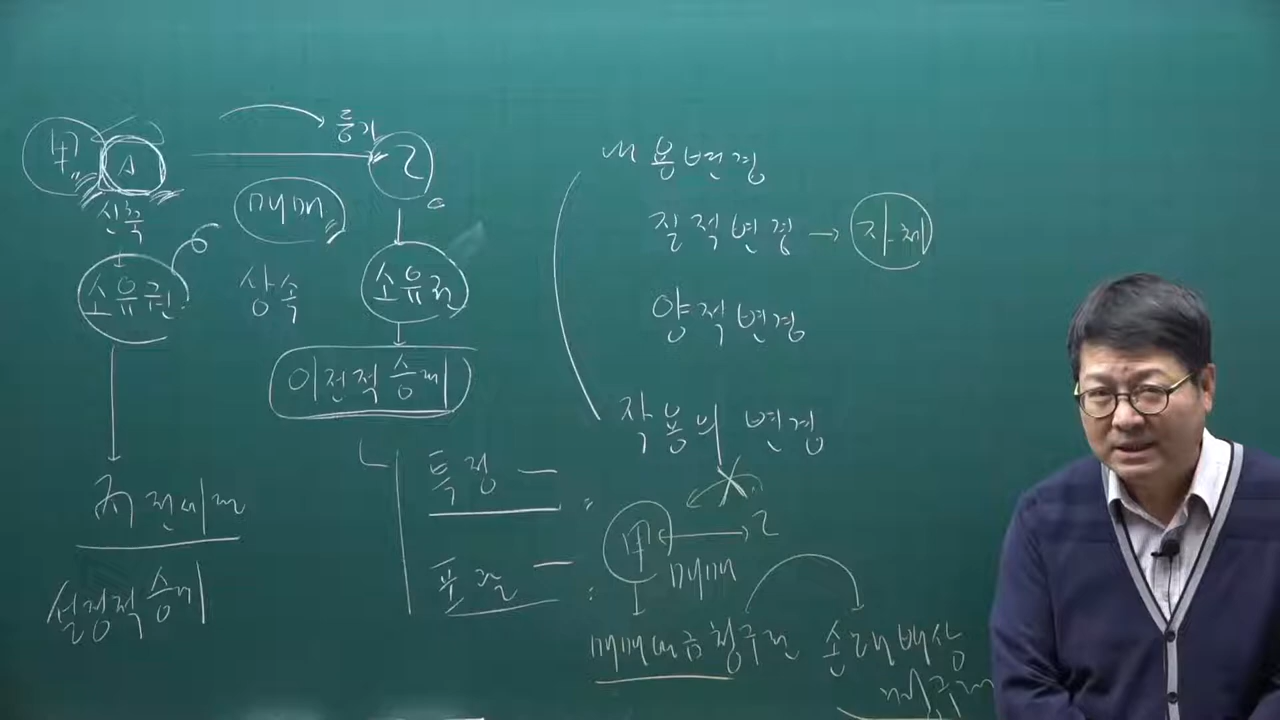 甲 A 등기 乙
신축 매매
소유권 상속 소유권
이전적 승계
특정 —
포괄 —
설정적 승계
내용변경
질적변경 → 자체
양적변경
작용의 변경
甲 乙
매매
매매대금청구권 손해배상